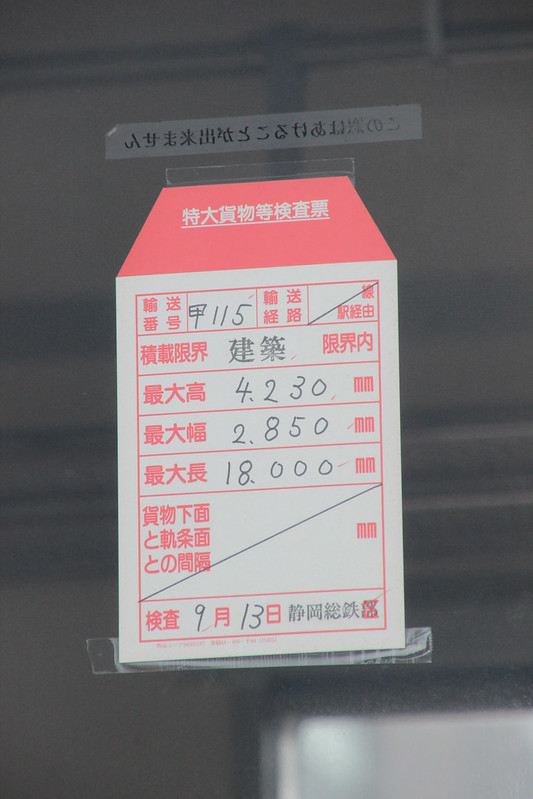 この窓はあけることが出来ません
特大貨物等検査票
輸送番号 甲115 輸送経路 線駅経由
積載限界 建築 限界内
最大高 4.230 mm
最大幅 2.850 mm
最大長 18.000 mm
貨物下面
と軌条面 mm
との間隔
検査 9月13日 静岡総鉄部